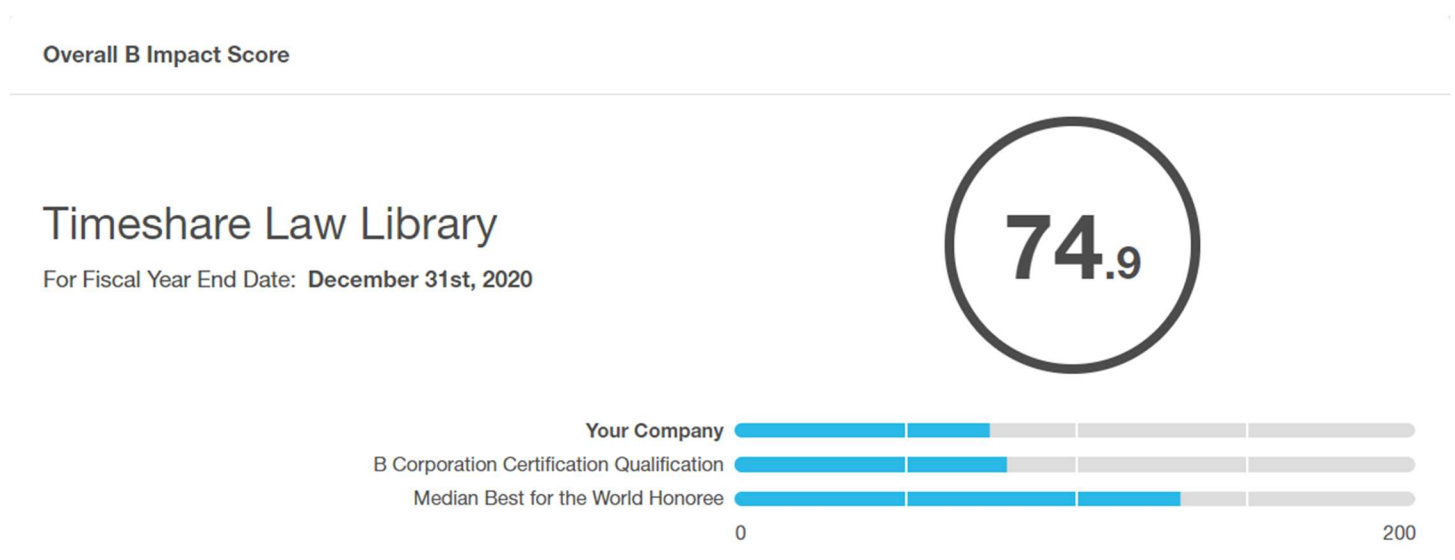 Overall B Impact Score
Timeshare Law Library
For Fiscal Year End Date: December 31st, 2020
74.9
Your Company
B Corporation Certification Qualification
Median Best for the World Honoree
0 200